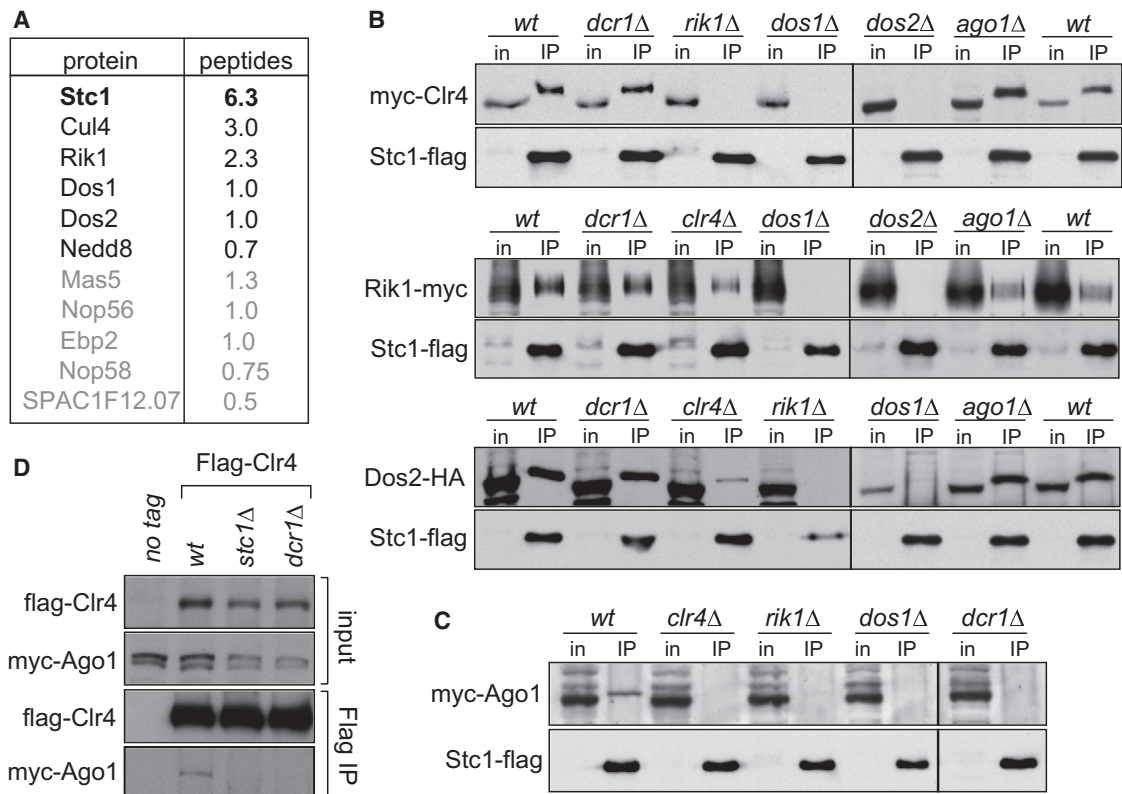 A
protein peptides
Stc1 6.3
Cul4 3.0
Rik1 2.3
Dos1 1.0
Dos2 1.0
Nedd8 0.7
Mas5 1.3
Nop56 1.0
Ebp2 1.0
Nop58 0.75
SPAC1F12.07 0.5
B
wt dcr1Δ rik1Δ dos1Δ dos2Δ ago1Δ wt
in IP in IP in IP in IP in IP in IP in IP
myc-Clr4
Stc1-flag
wt dcr1Δ clr4Δ dos1Δ dos2Δ ago1Δ wt
in IP in IP in IP in IP in IP in IP in IP
Rik1-myc
Stc1-flag
wt dcr1Δ clr4Δ rik1Δ dos1Δ ago1Δ wt
in IP in IP in IP in IP in IP in IP in IP
Dos2-HA
Stc1-flag
C
wt clr4Δ rik1Δ dos1Δ dcr1Δ
in IP in IP in IP in IP in IP
myc-Ago1
Stc1-flag
D
Flag-Clr4
no tag wt stc1Δ dcr1Δ
flag-Clr4
myc-Ago1
input
flag-Clr4
myc-Ago1
Flag IP